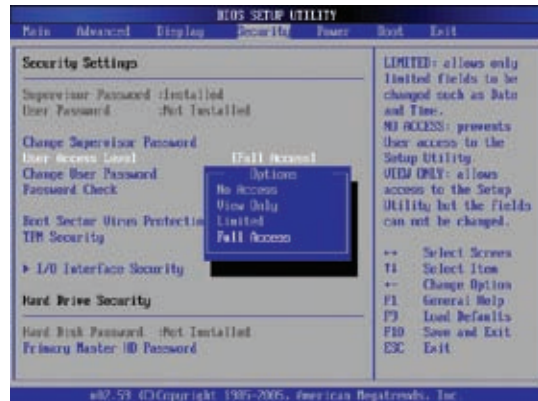 BIOS SETUP UTILITY
Main Advanced Display Security Power Boot Exit
Security Settings
Supervisor Password :Installed
User Password :Not Installed
Change Supervisor Password
User Access Level [Full Access]
Change User Password
Password Check
Boot Sector Virus Protectio
TPM Security
I/O Interface Security
Hard Drive Security
Hard Disk Password :Not Installed
Primary Master HD Password
Options
No Access
View Only
Limited
Full Access
LIMITED: allows only
limited fields to be
changed such as Date
and Time.
NO ACCESS: prevents
User access to the
Setup Utility.
VIEW ONLY: allows
access to the Setup
Utility but the fields
can not be changed.
↔ Select Screen
↑↓ Select Item
+- Change Option
F1 General Help
F9 Load Defaults
F10 Save and Exit
ESC Exit
v02.59 (C)Copyright 1985-2005, American Megatrends, Inc.